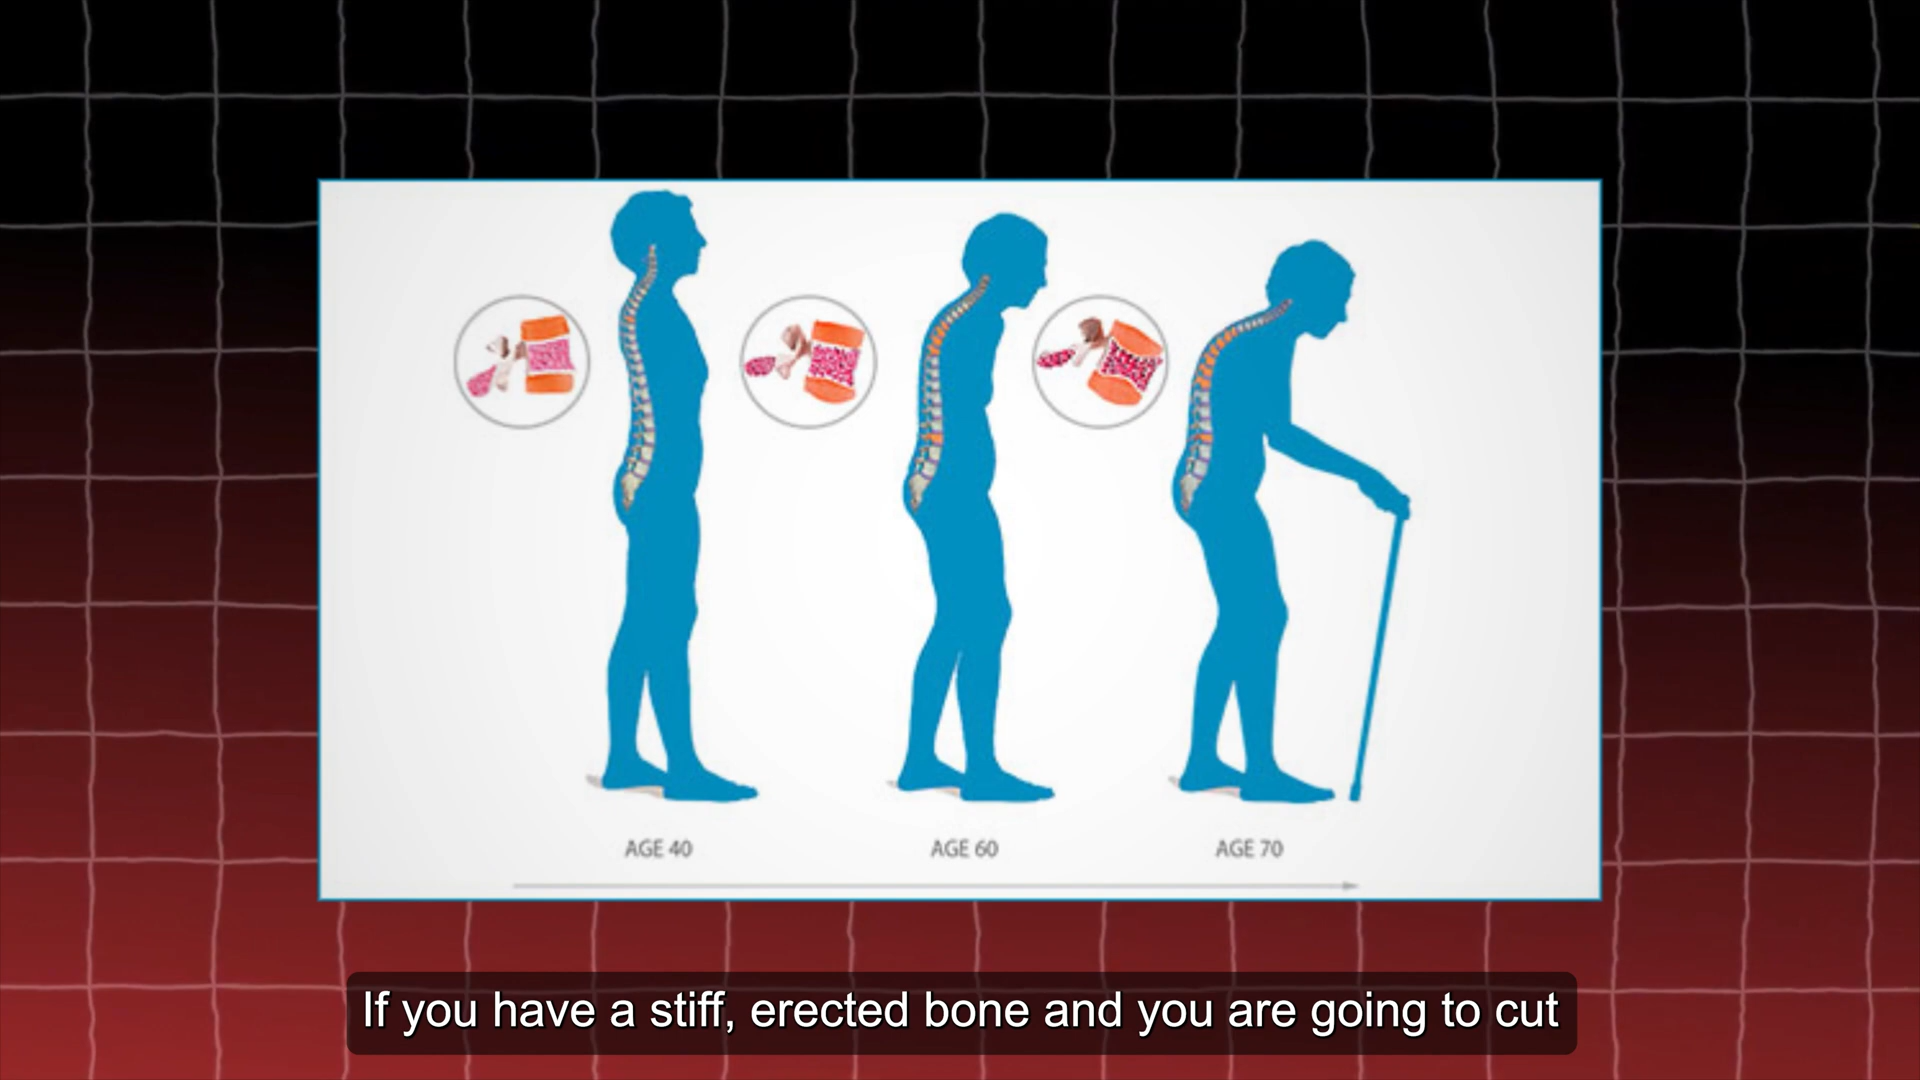 AGE 40
AGE 60
AGE 70
If you have a stiff, erected bone and you are going to cut